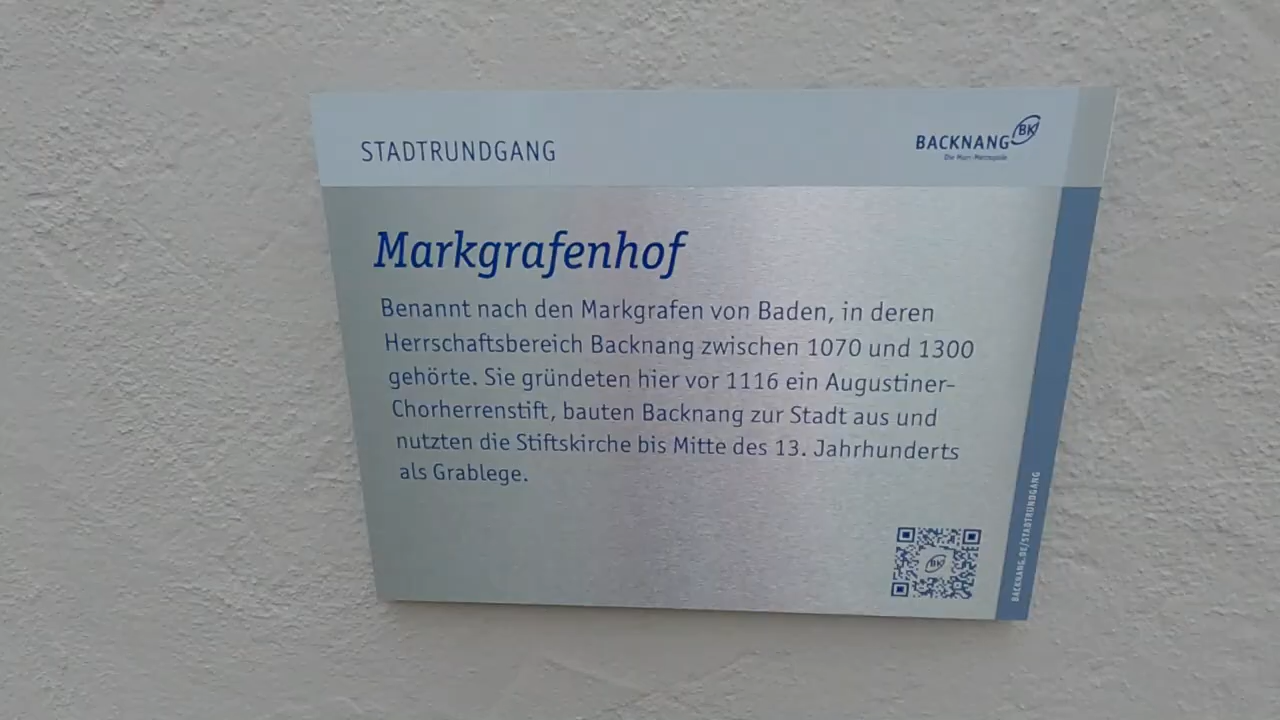 STADTRUNDGANG
BACKNANG BK
Die Murr-Metropole
Markgrafenhof
Benannt nach den Markgrafen von Baden, in deren
Herrschaftsbereich Backnang zwischen 1070 und 1300
gehörte. Sie gründeten hier vor 1116 ein Augustiner-
Chorherrenstift, bauten Backnang zur Stadt aus und
nutzten die Stiftskirche bis Mitte des 13. Jahrhunderts
als Grablege.
BK
BACKNANG.DE/STADTRUNDGANG